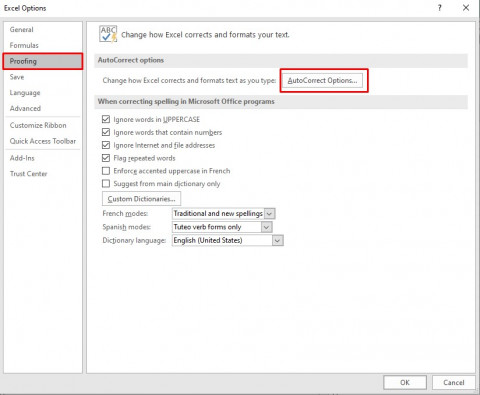 Excel Options
?
General
Formulas
Proofing
Save
Language
Advanced
Customize Ribbon
Quick Access Toolbar
Add-Ins
Trust Center
ABC
Change how Excel corrects and formats your text.
AutoCorrect options
Change how Excel corrects and formats text as you type: AutoCorrect Options...
When correcting spelling in Microsoft Office programs
Ignore words in UPPERCASE
Ignore words that contain numbers
Ignore Internet and file addresses
Flag repeated words
Enforce accented uppercase in French
Suggest from main dictionary only
Custom Dictionaries...
French modes: Traditional and new spellings
Spanish modes: Tuteo verb forms only
Dictionary language: English (United States)
OK Cancel